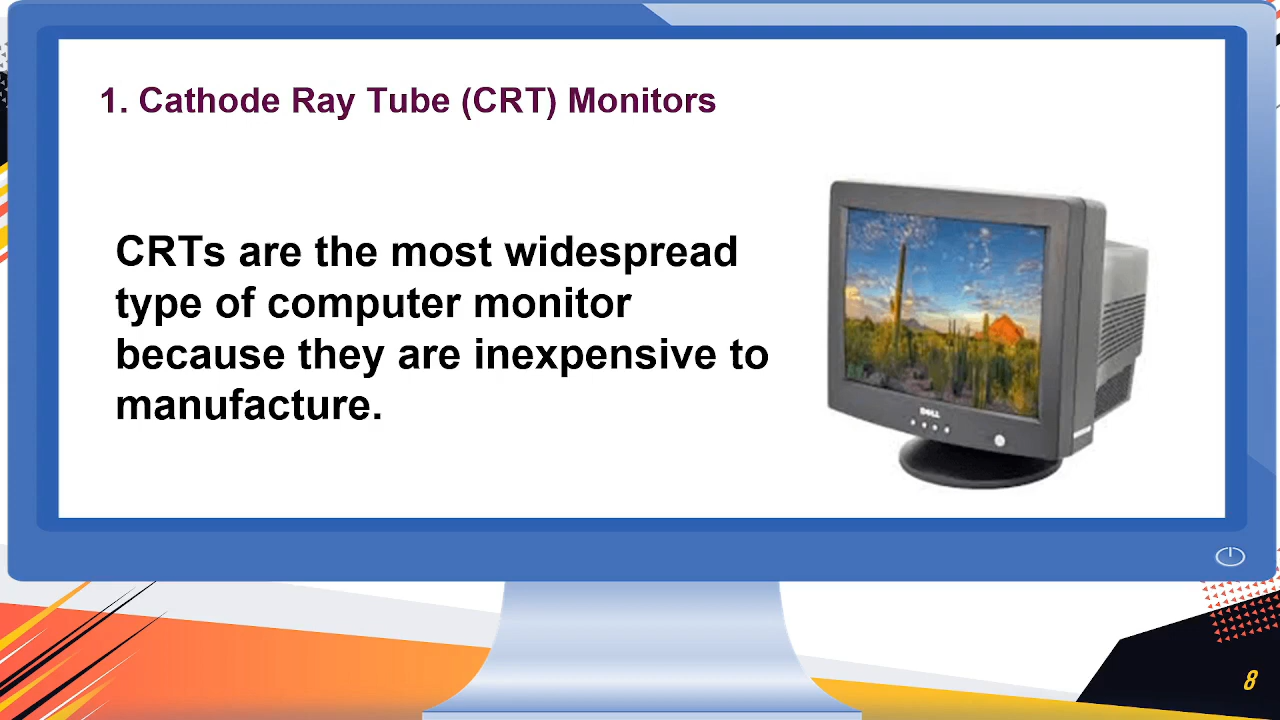 1. Cathode Ray Tube (CRT) Monitors
CRTs are the most widespread
type of computer monitor
because they are inexpensive to
manufacture.
DELL
8